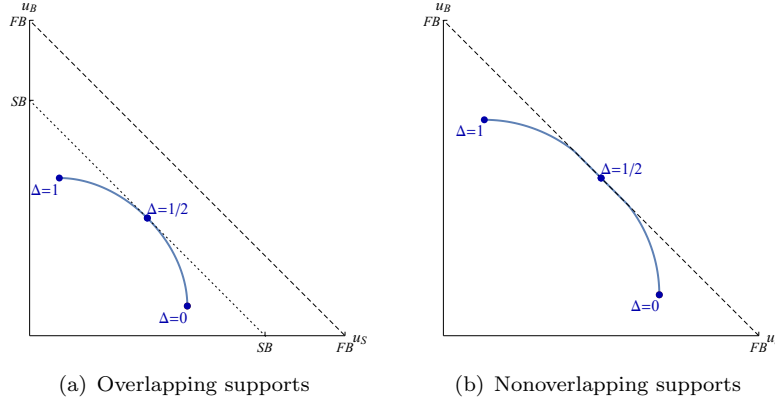 u_B
FB
SB
Δ=1
Δ=1/2
Δ=0
SB
FB
u_S
(a) Overlapping supports
u_B
FB
Δ=1
Δ=1/2
Δ=0
FB
u
(b) Nonoverlapping supports